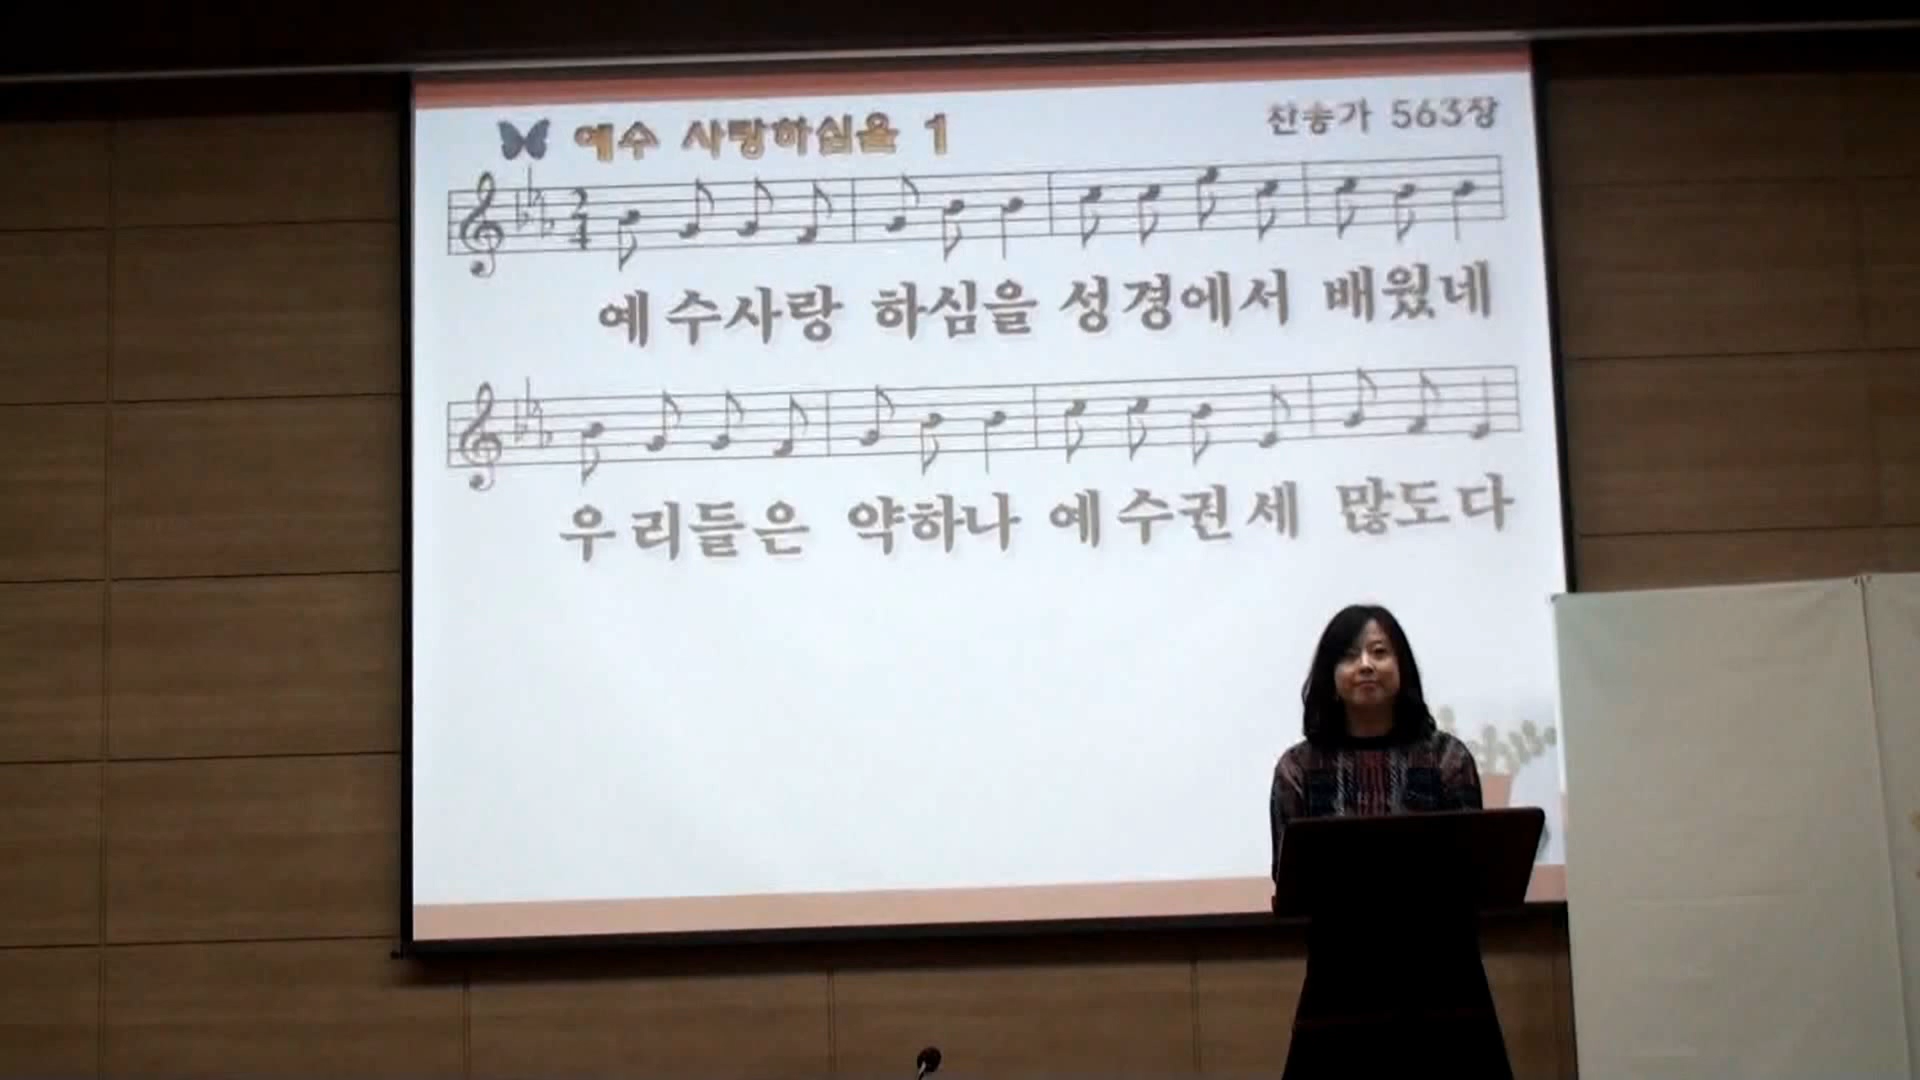 예수 사랑하심을 1
찬송가 563장
예수사랑 하심을 성경에서 배웠네
우리들은 약하나 예수권세 많도다